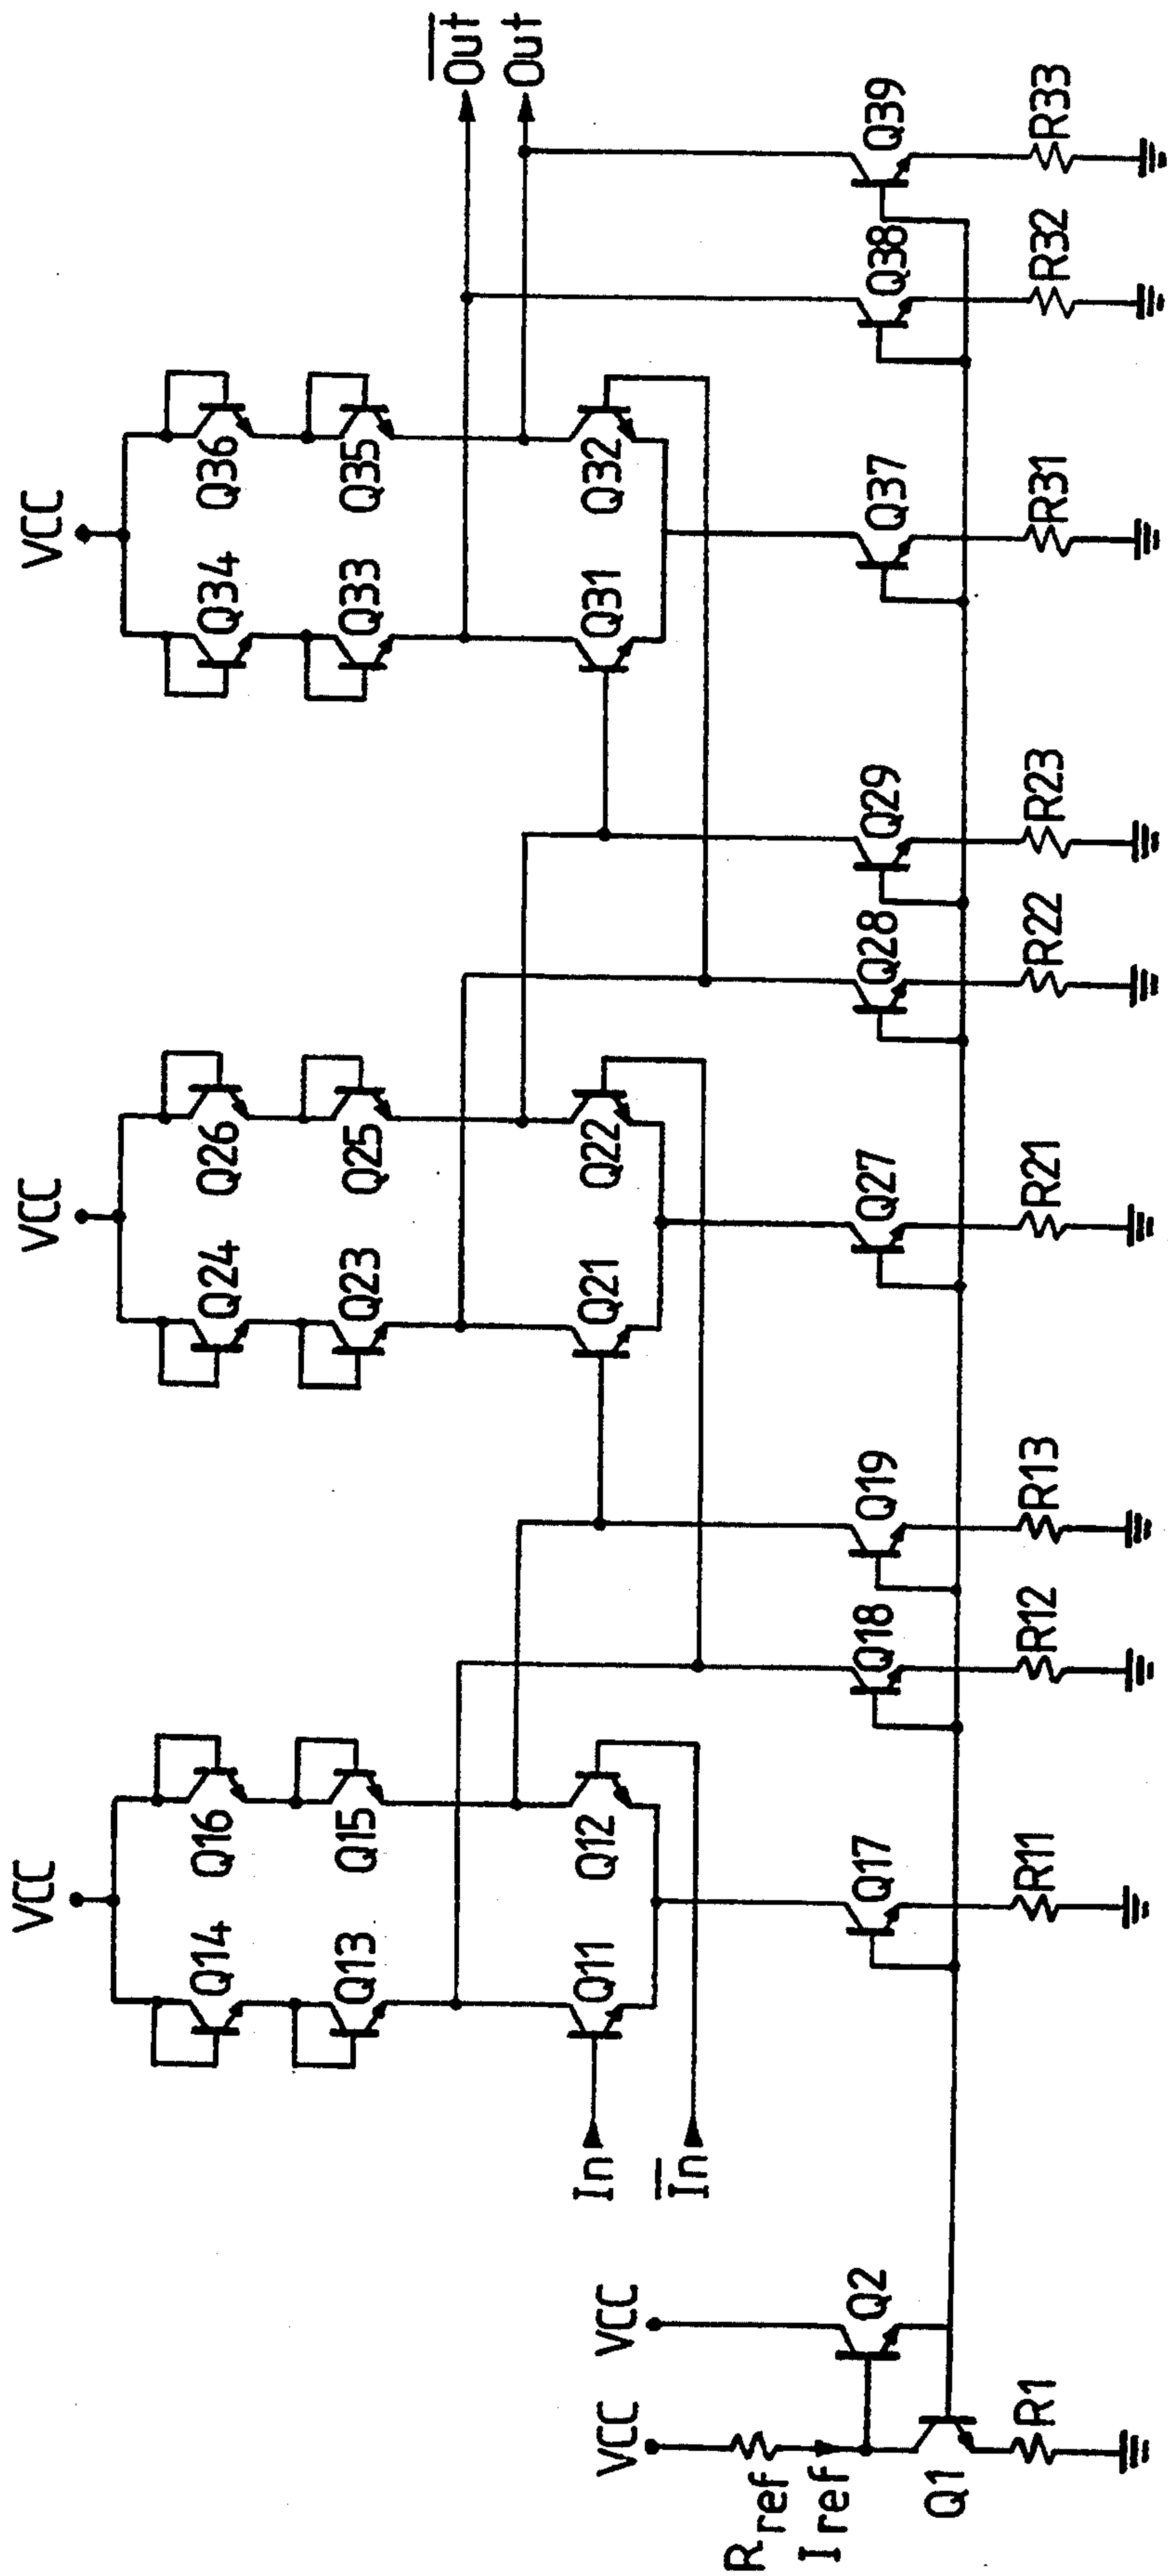 VCC
VCC
VCC
Q14
Q16
Q24
Q26
Q34
Q36
Q13
Q15
Q23
Q25
Q33
Q35
O̅u̅t̅
Out
In
I̅n̅
Q11
Q12
Q21
Q22
Q31
Q32
VCC
VCC
Rref
Iref
Q2
Q17
Q18
Q19
Q27
Q28
Q29
Q37
Q38
Q39
Q1
R1
R11
R12
R13
R21
R22
R23
R31
R32
R33